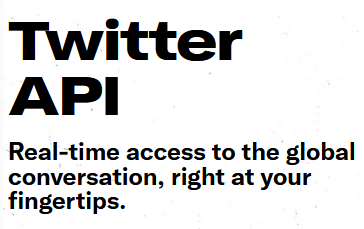 Twitter
API
Real-time access to the global
conversation, right at your
fingertips.